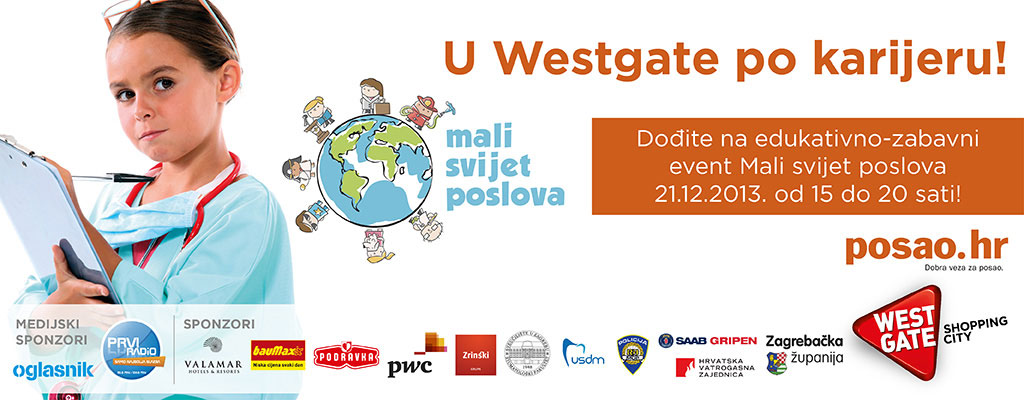 U Westgate po karijeru!
mali
svijet
poslova
Dođite na edukativno-zabavni
event Mali svijet poslova
21.12.2013. od 15 do 20 sati!
posao.hr
Dobra veza za posao.
MEDIJSKI
SPONZORI
oglasnik
PRVI
RADIO
SPONZORI
VALAMAR
HOTELS & RESORTS
bauMaxx
Niska cijena svaki dan
PODRAVKA
pwc
Zrinski
usdm
POLICIJA
SAAB GRIPEN
HRVATSKA
VATROGASNA
ZAJEDNICA
Zagrebačka
županija
WEST
GATE
SHOPPING
CITY